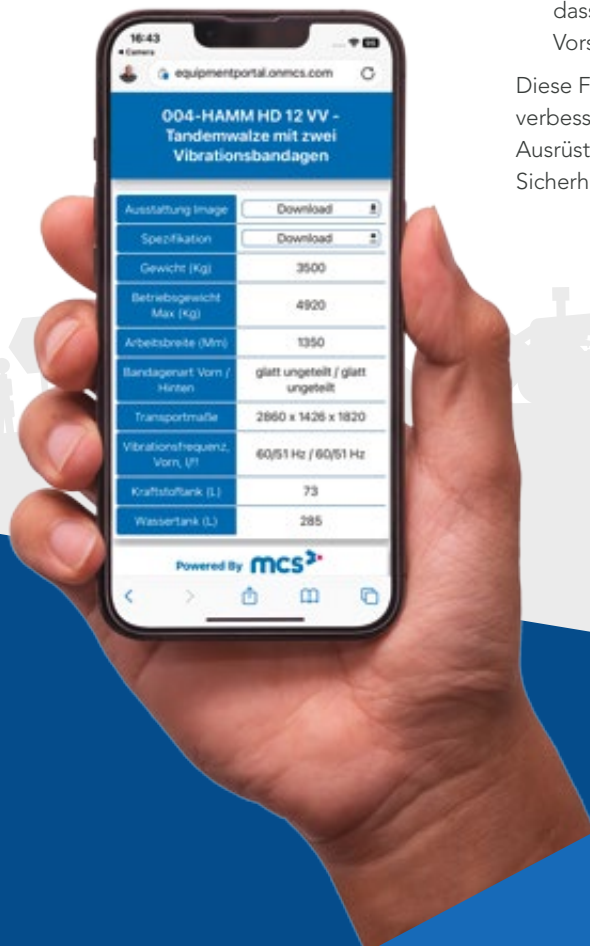 dass
Vors
Diese F
verbess
Ausrüst
Sicherh
16:43
Camera
equipmentportal.onmcs.com
004-HAMM HD 12 VV -
Tandemwalze mit zwei
Vibrationsbandagen
Ausstattung Image Download
Spezifikation Download
Gewicht (Kg) 3500
Betriebsgewicht
Max (Kg) 4920
Arbeitsbreite (Mm) 1350
Bandagenart Vorn /
Hinten
glatt ungeteilt / glatt
ungeteilt
Transportmaße 2860 x 1426 x 1820
Vibrationsfrequenz,
Vorn, I/II
60/51 Hz / 60/51 Hz
Kraftstoftank (L) 73
Wassertank (L) 285
Powered By mcs